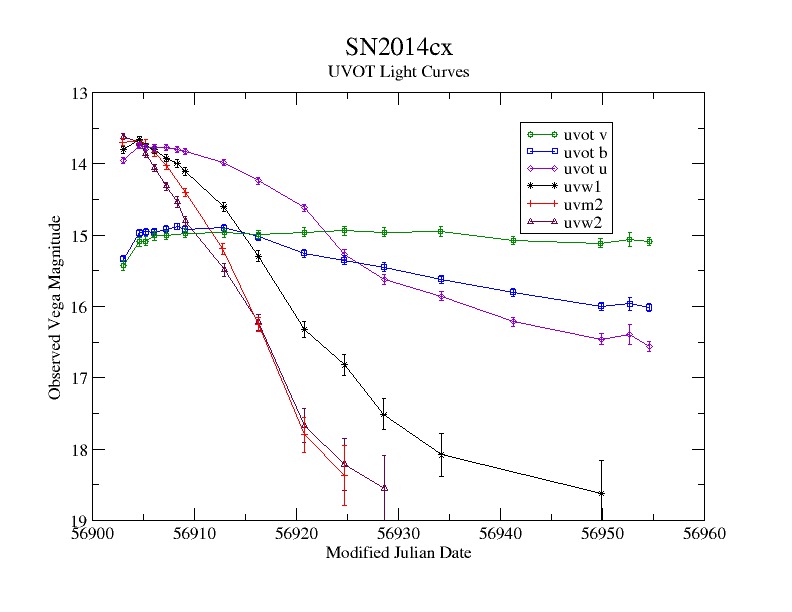 SN2014cx
UVOT Light Curves
13
14
15
16
17
18
19
Observed Vega Magnitude
uvot v
uvot b
uvot u
uvw1
uvm2
uvw2
56900 56910 56920 56930 56940 56950 56960
Modified Julian Date